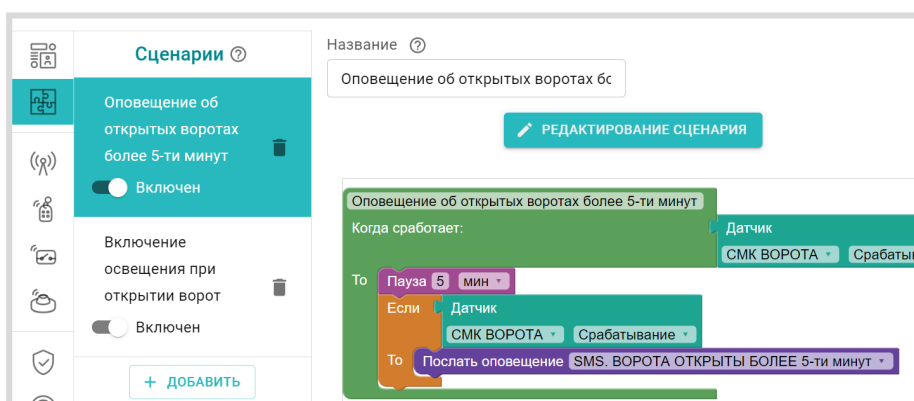 Сценарии
Оповещение об
открытых воротах
более 5-ти минут
Включен
Включение
освещения при
открытии ворот
Включен
+ ДОБАВИТЬ
Название
Оповещение об открытых воротах бо
РЕДАКТИРОВАНИЕ СЦЕНАРИЯ
Оповещение об открытых воротах более 5-ти минут
Когда сработает:
Датчик
СМК ВОРОТА Срабаты
То Пауза 5 мин
Если Датчик
СМК ВОРОТА Срабатывание
То Послать оповещение SMS. ВОРОТА ОТКРЫТЫ БОЛЕЕ 5-ти минут